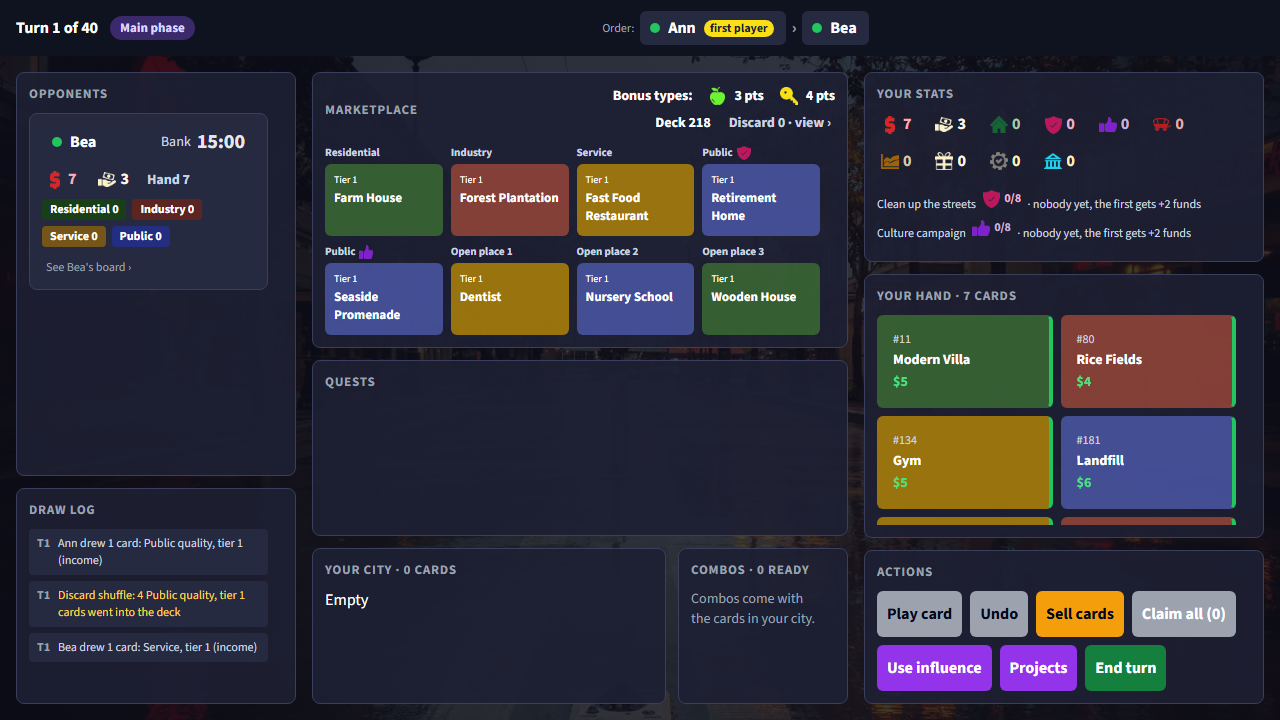 Turn 1 of 40
Main phase
Order:
Ann
first player
›
Bea
OPPONENTS
Bea
Bank 15:00
7
3
Hand 7
Residential 0
Industry 0
Service 0
Public 0
See Bea's board ›
DRAW LOG
T1 Ann drew 1 card: Public quality, tier 1
(income)
T1 Discard shuffle: 4 Public quality, tier 1
cards went into the deck
T1 Bea drew 1 card: Service, tier 1 (income)
MARKETPLACE
Bonus types:
3 pts
4 pts
Deck 218
Discard 0 · view ›
Residential
Industry
Service
Public
Tier 1
Farm House
Tier 1
Forest Plantation
Tier 1
Fast Food
Restaurant
Tier 1
Retirement
Home
Public
Open place 1
Open place 2
Open place 3
Tier 1
Seaside
Promenade
Tier 1
Dentist
Tier 1
Nursery School
Tier 1
Wooden House
QUESTS
YOUR CITY · 0 CARDS
Empty
COMBOS · 0 READY
Combos come with
the cards in your city.
YOUR STATS
7
3
0
0
0
0
0
0
0
0
Clean up the streets 0/8 · nobody yet, the first gets +2 funds
Culture campaign 0/8 · nobody yet, the first gets +2 funds
YOUR HAND · 7 CARDS
#11
Modern Villa
$5
#80
Rice Fields
$4
#134
Gym
$5
#181
Landfill
$6
ACTIONS
Play card
Undo
Sell cards
Claim all (0)
Use influence
Projects
End turn